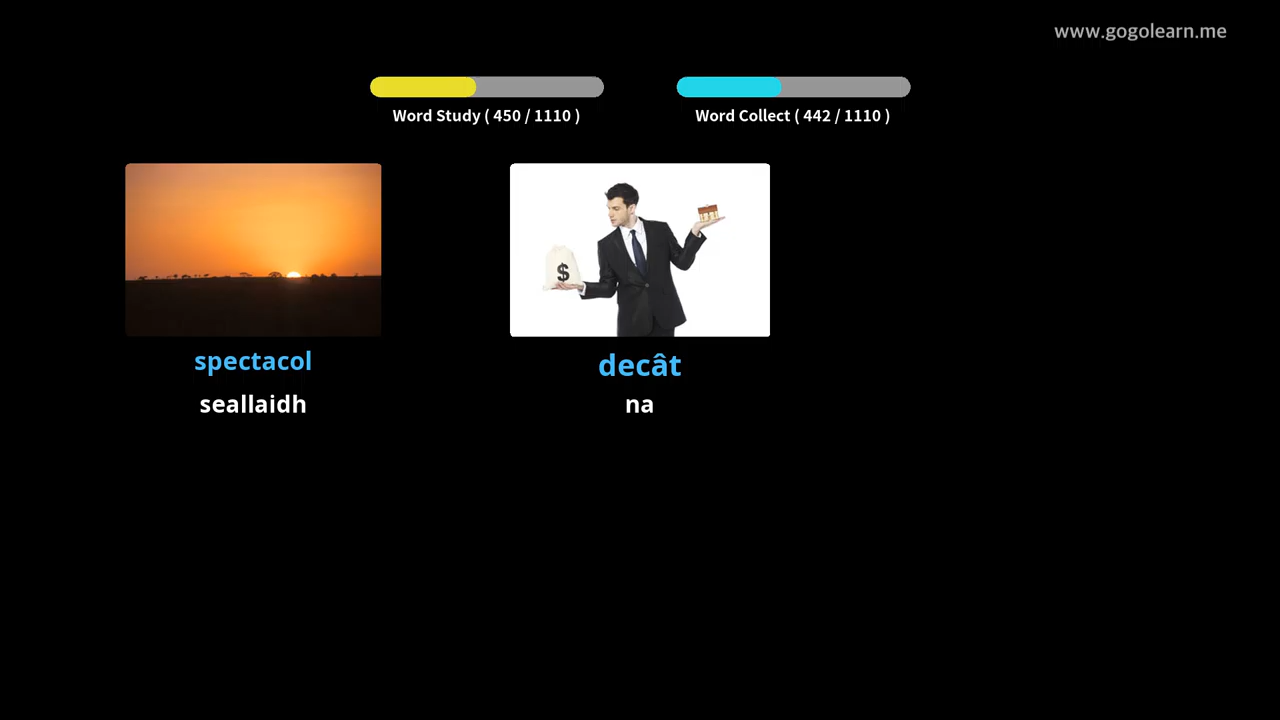 www.gogolearn.me
Word Study ( 450 / 1110 )
Word Collect ( 442 / 1110 )
$
spectacol
seallaidh
decât
na